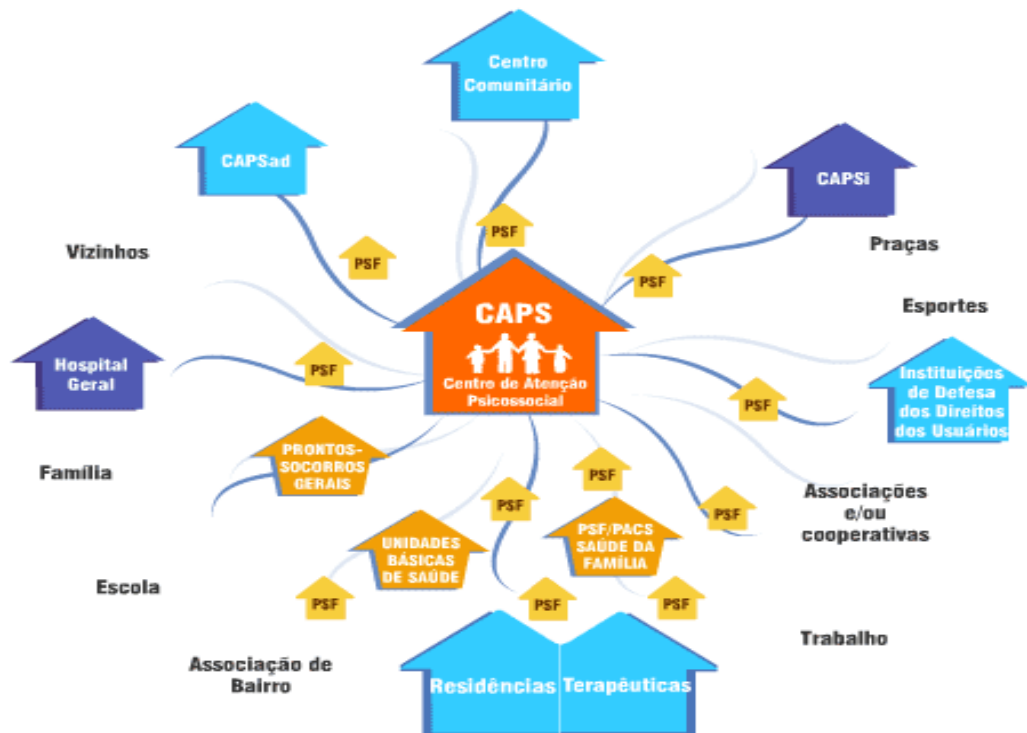 Centro
Comunitário
CAPSad
CAPSi
PSF
PSF
PSF
Vizinhos
Praças
Esportes
CAPS
Centro de Atenção
Psicossocial
Hospital
Geral
PSF
Instituições
de Defesa
dos Direitos
dos Usuários
PSF
Família
PRONTOS-
SOCORROS
GERAIS
PSF
PSF
PSF
Associações
e/ou
cooperativas
UNIDADES
BÁSICAS
DE SAÚDE
PSF/PACS
SAÚDE DA
FAMÍLIA
Escola
PSF
PSF
PSF
Trabalho
Associação de
Bairro
Residências
Terapêuticas